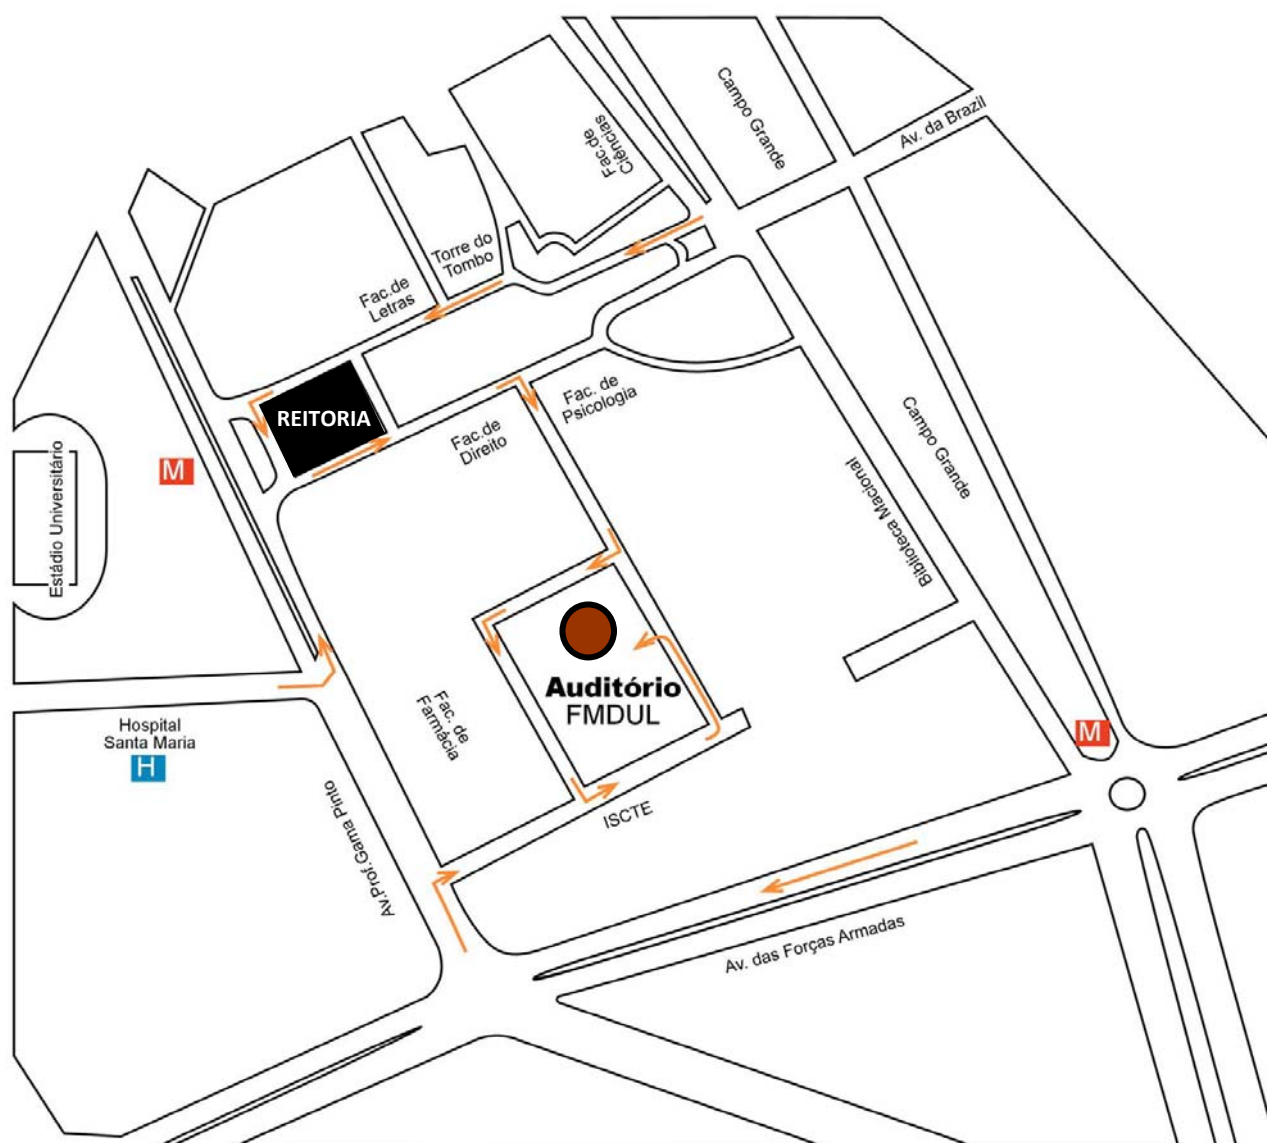 Campo Grande
Av. da Brazil
Fac.de
Ciências
Torre do
Tombo
Fac.de
Letras
REITORIA
Fac. de
Psicologia
Fac.de
Direito
Campo Grande
Biblioteca Macional
Estádio Universitário
M
Auditório
FMDUL
Fac. de
Farmácia
Hospital
Santa Maria
H
M
Av.Prof.Gama Pinto
ISCTE
Av. das Forças Armadas